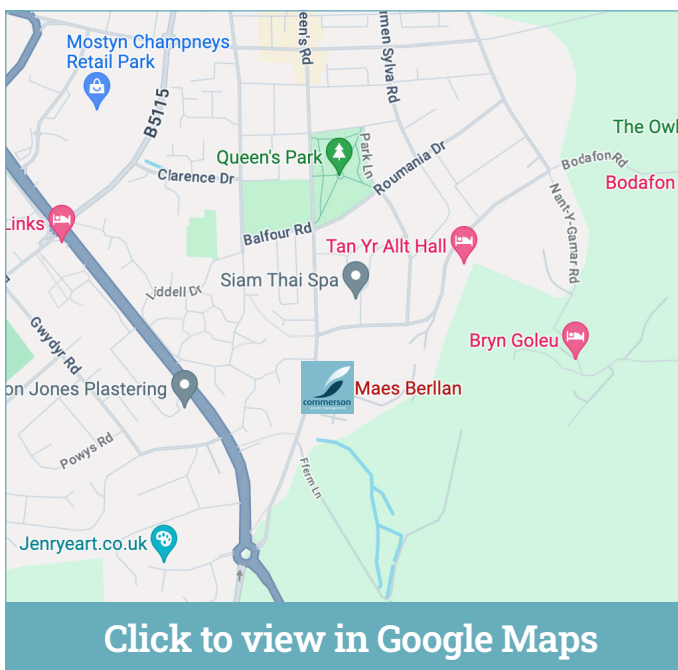 Mostyn Champneys
Retail Park
een's Rd
rmen Sylva Rd
B5115
The Owl
Queen's Park
Park Ln
Roumania Dr
Bodafon Rd
Clarence Dr
Bodafon
Nant-Y-Gamar Rd
Links
Balfour Rd
Tan Yr Allt Hall
Siam Thai Spa
Liddell Dr
Gwydyr Rd
Bryn Goleu
on Jones Plastering
commerson
Maes Berllan
Powys Rd
Fferm Ln
Jenryeart.co.uk
Click to view in Google Maps